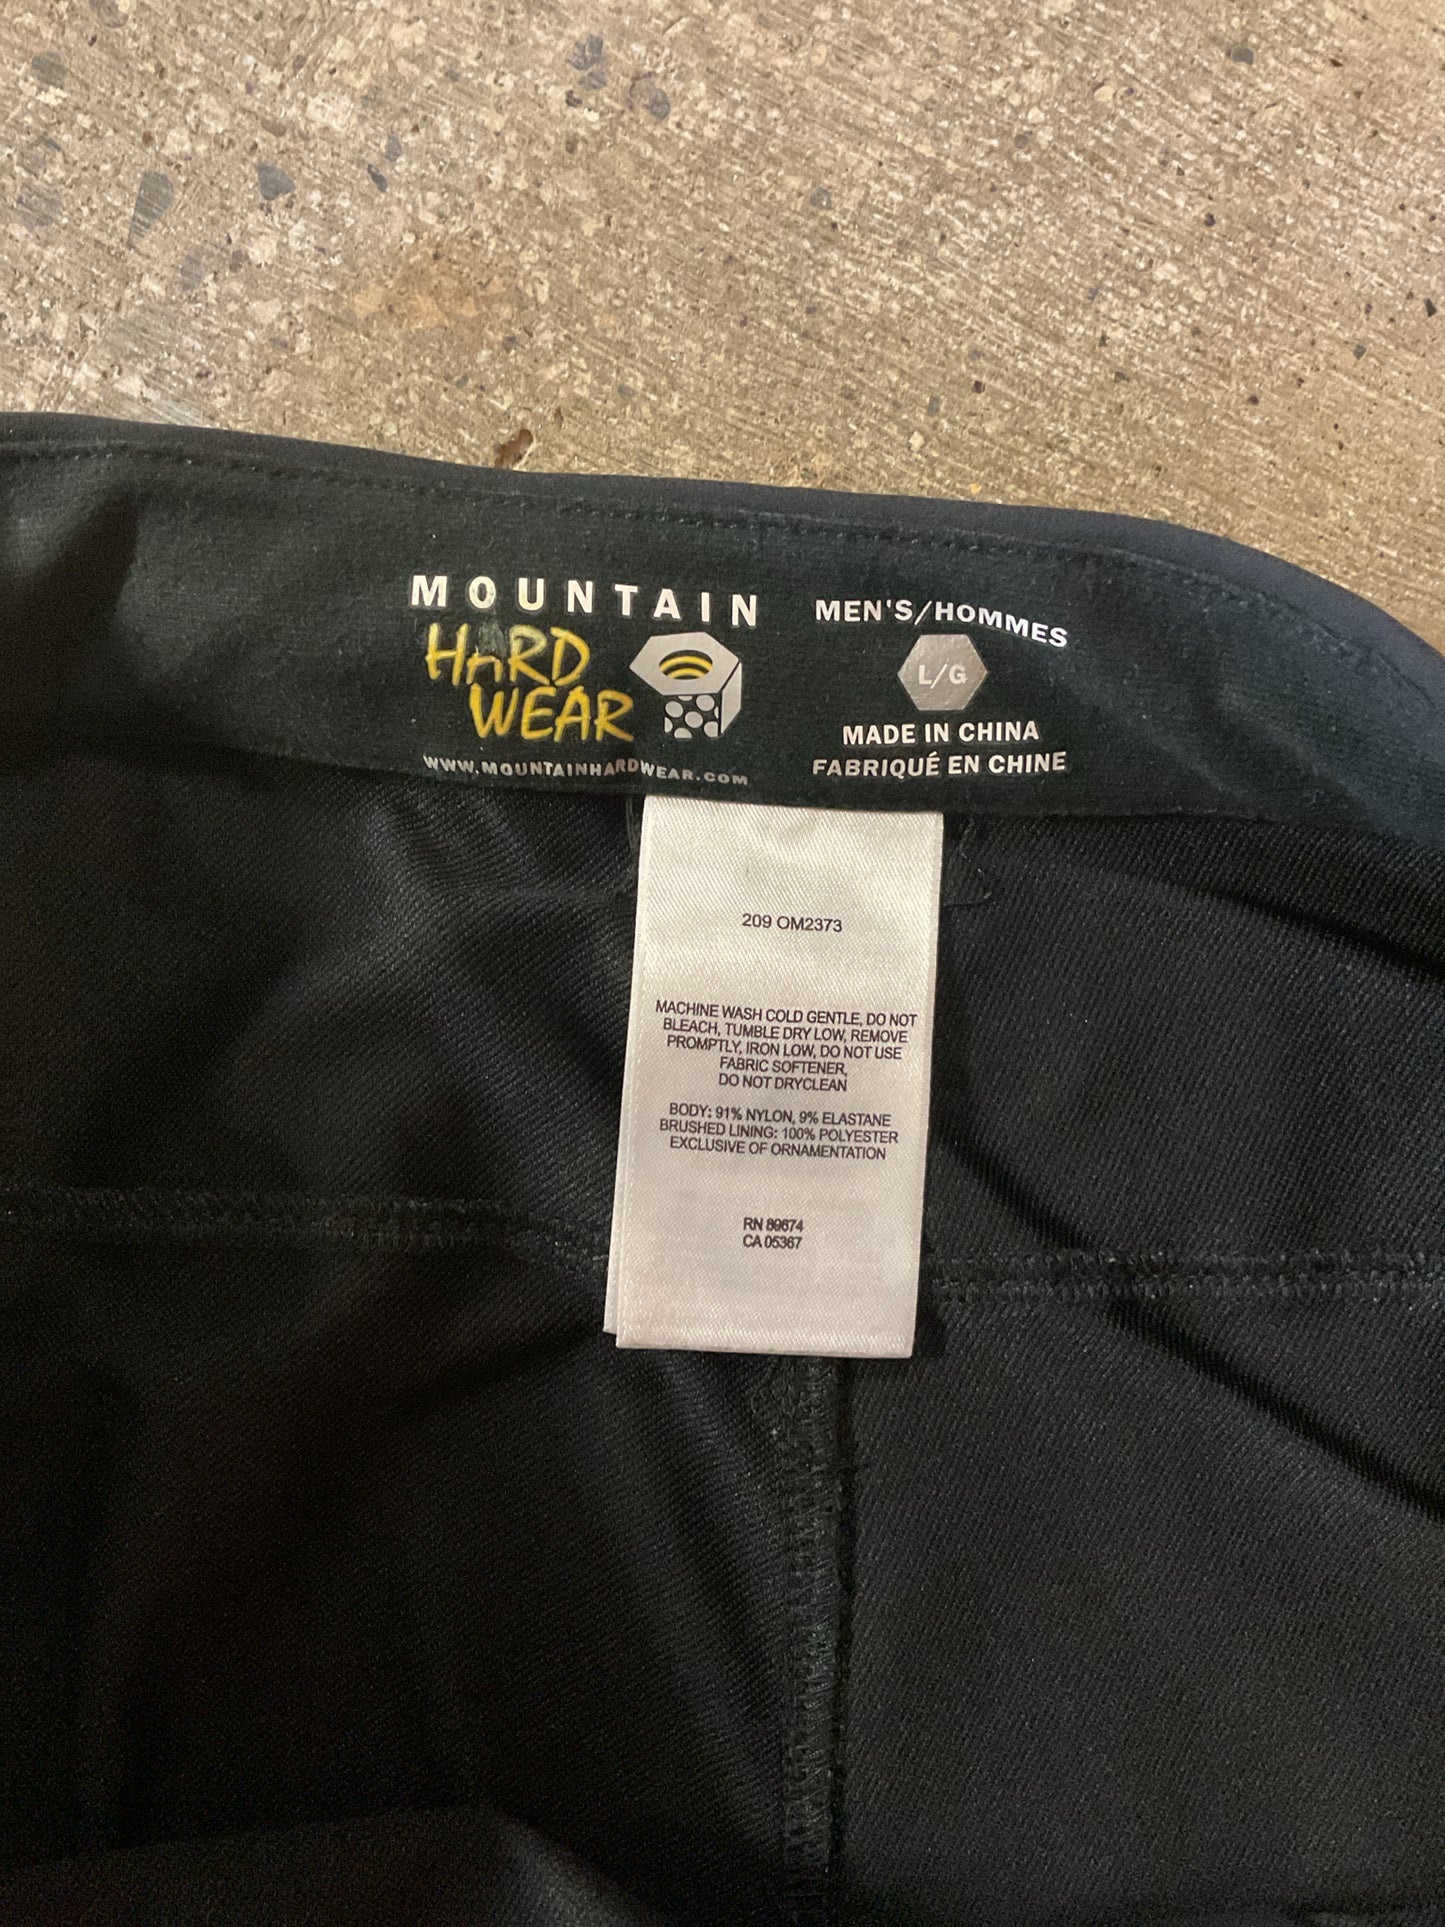 MOUNTAIN
HARD
WEAR
WWW.MOUNTAINHARDWEAR.COM
MEN'S/HOMMES
L/G
MADE IN CHINA
FABRIQUÉ EN CHINE
209 OM2373
MACHINE WASH COLD GENTLE, DO NOT
BLEACH, TUMBLE DRY LOW, REMOVE
PROMPTLY, IRON LOW, DO NOT USE
FABRIC SOFTENER,
DO NOT DRYCLEAN
BODY: 91% NYLON, 9% ELASTANE
BRUSHED LINING: 100% POLYESTER
EXCLUSIVE OF ORNAMENTATION
RN 89674
CA 05367